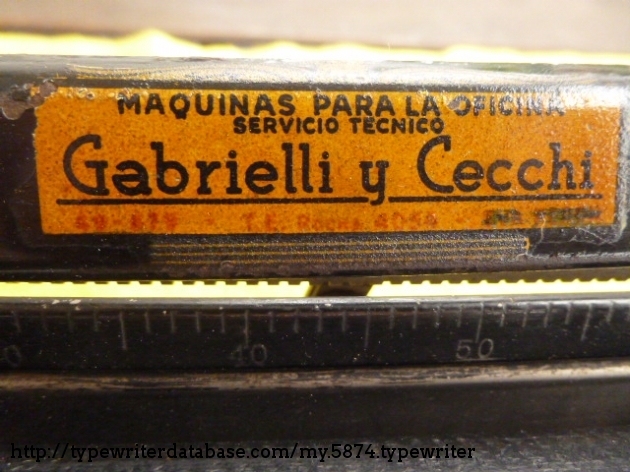 MAQUINAS PARA LA OFICINA
SERVICIO TECNICO
Gabrielli y Cecchi
40 50
http://typewriterdatabase.com/my.5874.typewriter